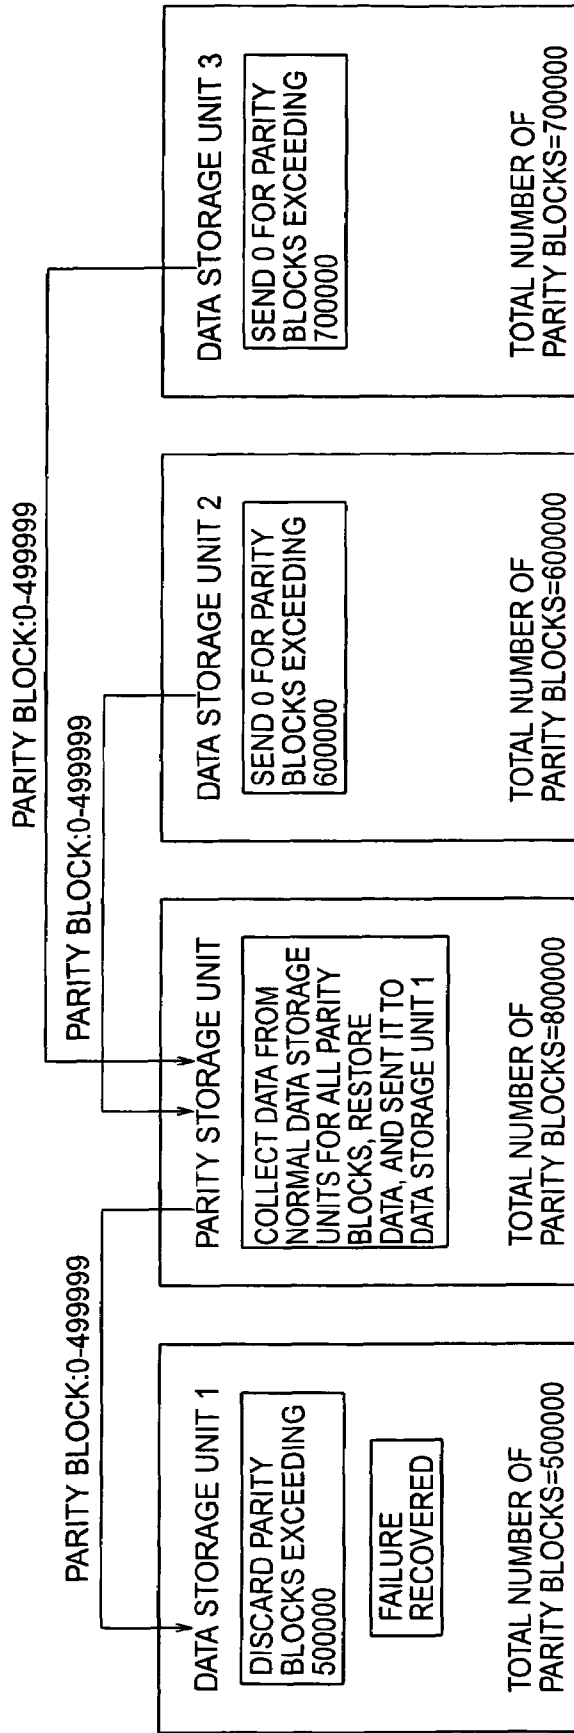 PARITY BLOCK:0-499999
PARITY BLOCK:0-499999
PARITY BLOCK:0-499999
DATA STORAGE UNIT 1
DISCARD PARITY
BLOCKS EXCEEDING
500000
FAILURE
RECOVERED
TOTAL NUMBER OF
PARITY BLOCKS=500000
PARITY STORAGE UNIT
COLLECT DATA FROM
NORMAL DATA STORAGE
UNITS FOR ALL PARITY
BLOCKS, RESTORE
DATA, AND SENT IT TO
DATA STORAGE UNIT 1
TOTAL NUMBER OF
PARITY BLOCKS=800000
DATA STORAGE UNIT 2
SEND 0 FOR PARITY
BLOCKS EXCEEDING
600000
TOTAL NUMBER OF
PARITY BLOCKS=600000
DATA STORAGE UNIT 3
SEND 0 FOR PARITY
BLOCKS EXCEEDING
700000
TOTAL NUMBER OF
PARITY BLOCKS=700000